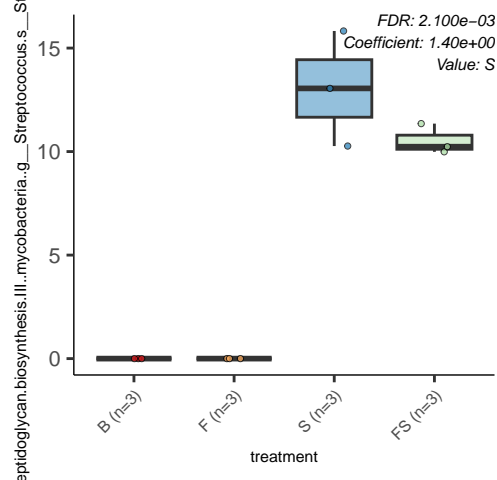 FDR: 2.100e−03
Coefficient: 1.40e+00
Value: S
eptidoglycan.biosynthesis.III..mycobacteria..g__Streptococcus.s__St
15
10
5
0
B (n=3)
F (n=3)
S (n=3)
FS (n=3)
treatment